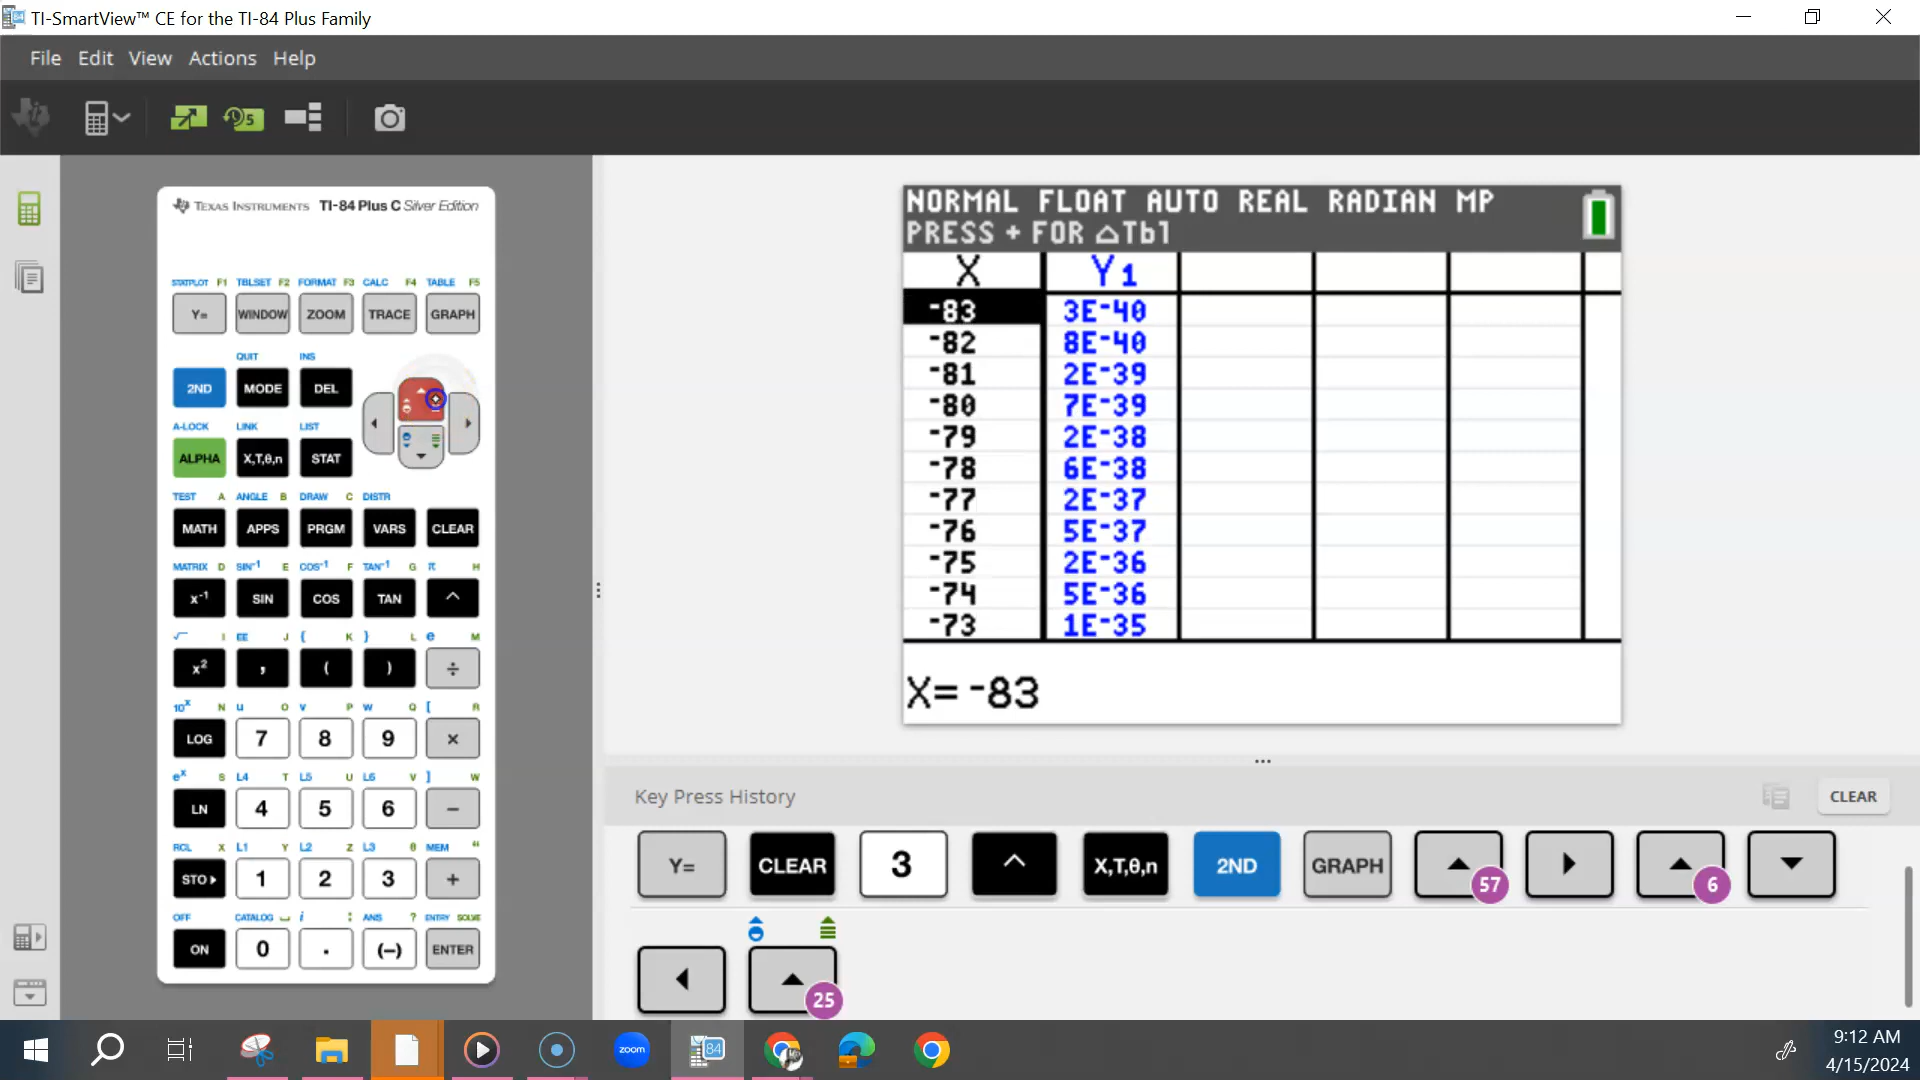 TI-SmartView™ CE for the TI-84 Plus Family
File Edit View Actions Help
TEXAS INSTRUMENTS TI-84 Plus C Silver Edition
STATPLOT F1 TBLSET F2 FORMAT F3 CALC F4 TABLE F5
Y= WINDOW ZOOM TRACE GRAPH
QUIT INS
2ND MODE DEL
A-LOCK LINK LIST
ALPHA X,T,θ,n STAT
TEST A ANGLE B DRAW C DISTR
MATH APPS PRGM VARS CLEAR
MATRIX D SIN⁻¹ E COS⁻¹ F TAN⁻¹ G π H
x⁻¹ SIN COS TAN ^
√ I EE J { K } L e M
x² , ( ) ÷
10ˣ N u O v P w Q [ R
LOG 7 8 9 ×
eˣ S L4 T L5 U L6 V ] W
LN 4 5 6 −
RCL X L1 Y L2 Z L3 θ MEM "
STO▸ 1 2 3 +
OFF CATALOG ⎵ i : ANS ? ENTRY SOLVE
ON 0 . (−) ENTER
NORMAL FLOAT AUTO REAL RADIAN MP
PRESS + FOR △Tbl
X Y1
-83 3E-40
-82 8E-40
-81 2E-39
-80 7E-39
-79 2E-38
-78 6E-38
-77 2E-37
-76 5E-37
-75 2E-36
-74 5E-36
-73 1E-35
X= -83
Key Press History CLEAR
Y= CLEAR 3 ^ X,T,θ,n 2ND GRAPH 57 6
25
zoom 84
9:12 AM
4/15/2024